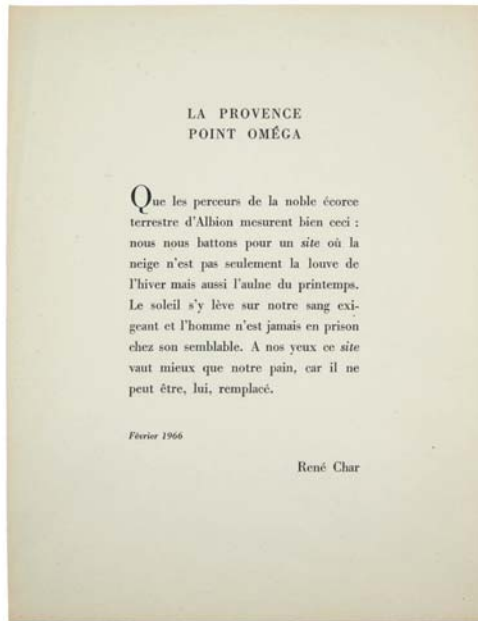 LA PROVENCE
POINT OMÉGA
Que les perceurs de la noble écorce
terrestre d'Albion mesurent bien ceci :
nous nous battons pour un site où la
neige n'est pas seulement la louve de
l'hiver mais aussi l'aulne du printemps.
Le soleil s'y lève sur notre sang exi-
geant et l'homme n'est jamais en prison
chez son semblable. A nos yeux ce site
vaut mieux que notre pain, car il ne
peut être, lui, remplacé.
Février 1966
René Char